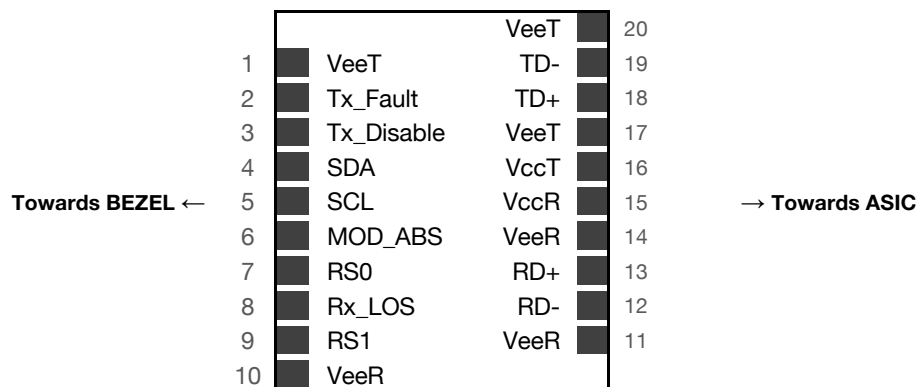 VeeT 20
1 VeeT TD- 19
2 Tx_Fault TD+ 18
3 Tx_Disable VeeT 17
4 SDA VccT 16
Towards BEZEL ← 5 SCL VccR 15 → Towards ASIC
6 MOD_ABS VeeR 14
7 RS0 RD+ 13
8 Rx_LOS RD- 12
9 RS1 VeeR 11
10 VeeR